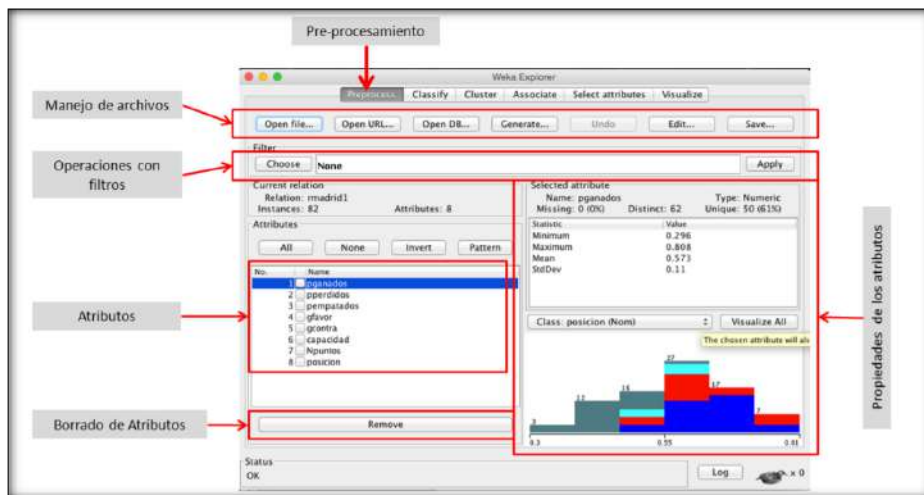 Pre-procesamiento
Weka Explorer
Preprocess Classify Cluster Associate Select attributes Visualize
Manejo de archivos
Open file... Open URL... Open DB... Generate... Undo Edit... Save...
Filter
Operaciones con filtros
Choose None Apply
Current relation
Relation: rmadrid1
Instances: 82 Attributes: 8
Selected attribute
Name: pganados Type: Numeric
Missing: 0 (0%) Distinct: 62 Unique: 50 (61%)
Attributes
All None Invert Pattern
Statistic Value
Minimum 0.296
Maximum 0.808
Mean 0.573
StdDev 0.11
Atributos
No. Name
1 pganados
2 pperdidos
3 pempatados
4 gfavor
5 gcontra
6 capacidad
7 Npuntos
8 posicion
Class: posicion (Nom) Visualize All
The chosen attribute will al
Propiedades de los atributos
3 12 16 27 17 7
0.3 0.55 0.81
Borrado de Atributos
Remove
Status
OK
Log x 0